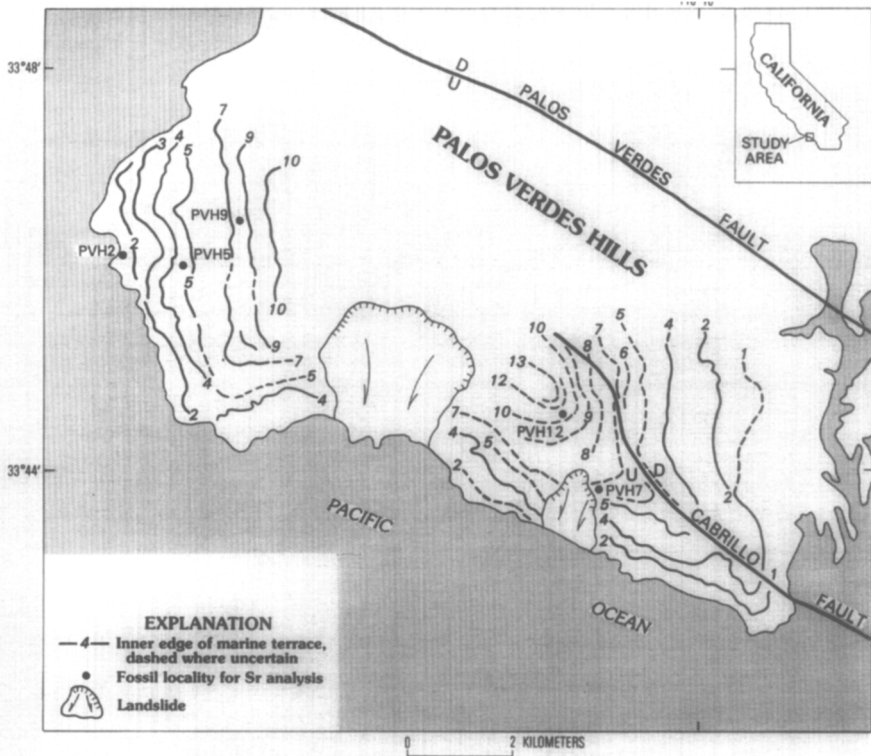 33°48'
33°44'
D
U
PALOS
VERDES
FAULT
PALOS VERDES HILLS
CALIFORNIA
STUDY
AREA
7
3
4
5
9
10
PVH9
PVH2
2
PVH5
5
10
9
7
5
4
4
2
10
7
5
4
2
1
8
6
13
12
7
10
PVH12
4
5
8
2
U
D
PVH7
5
4
2
2
1
CABRILLO
FAULT
PACIFIC
OCEAN
EXPLANATION
4 Inner edge of marine terrace,
dashed where uncertain
Fossil locality for Sr analysis
Landslide
0 2 KILOMETERS